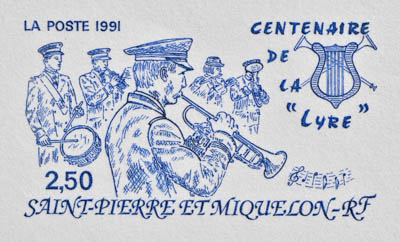 LA POSTE 1991
CENTENAIRE
DE
LA
"LYRE"
2,50
SAINT-PIERRE ET MIQUELON-RF